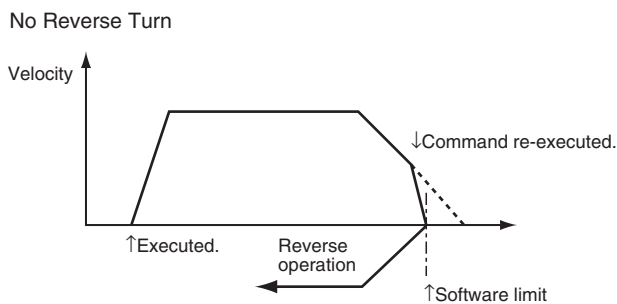 No Reverse Turn
Velocity
↓Command re-executed.
↑Executed.
Reverse
operation
↑Software limit